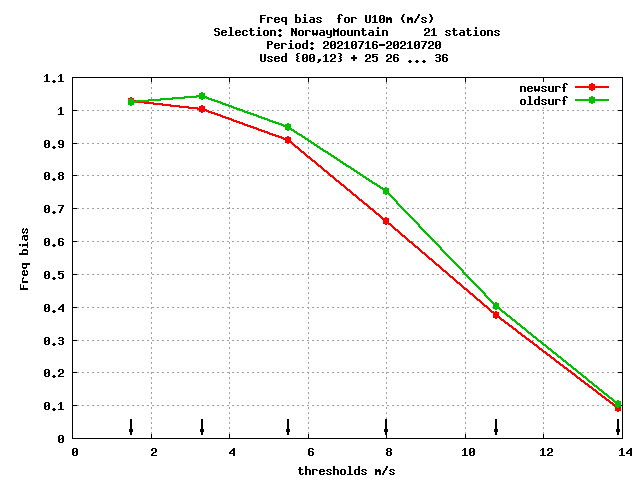 Freq bias  for U10m (m/s)
Selection: NorwayMountain     21 stations
Period: 20210716-20210720
Used {00,12} + 25 26 ... 36
newsurf
oldsurf
1.1
1
0.9
0.8
0.7
0.6
0.5
0.4
0.3
0.2
0.1
0
Freq bias
0 2 4 6 8 10 12 14
thresholds m/s